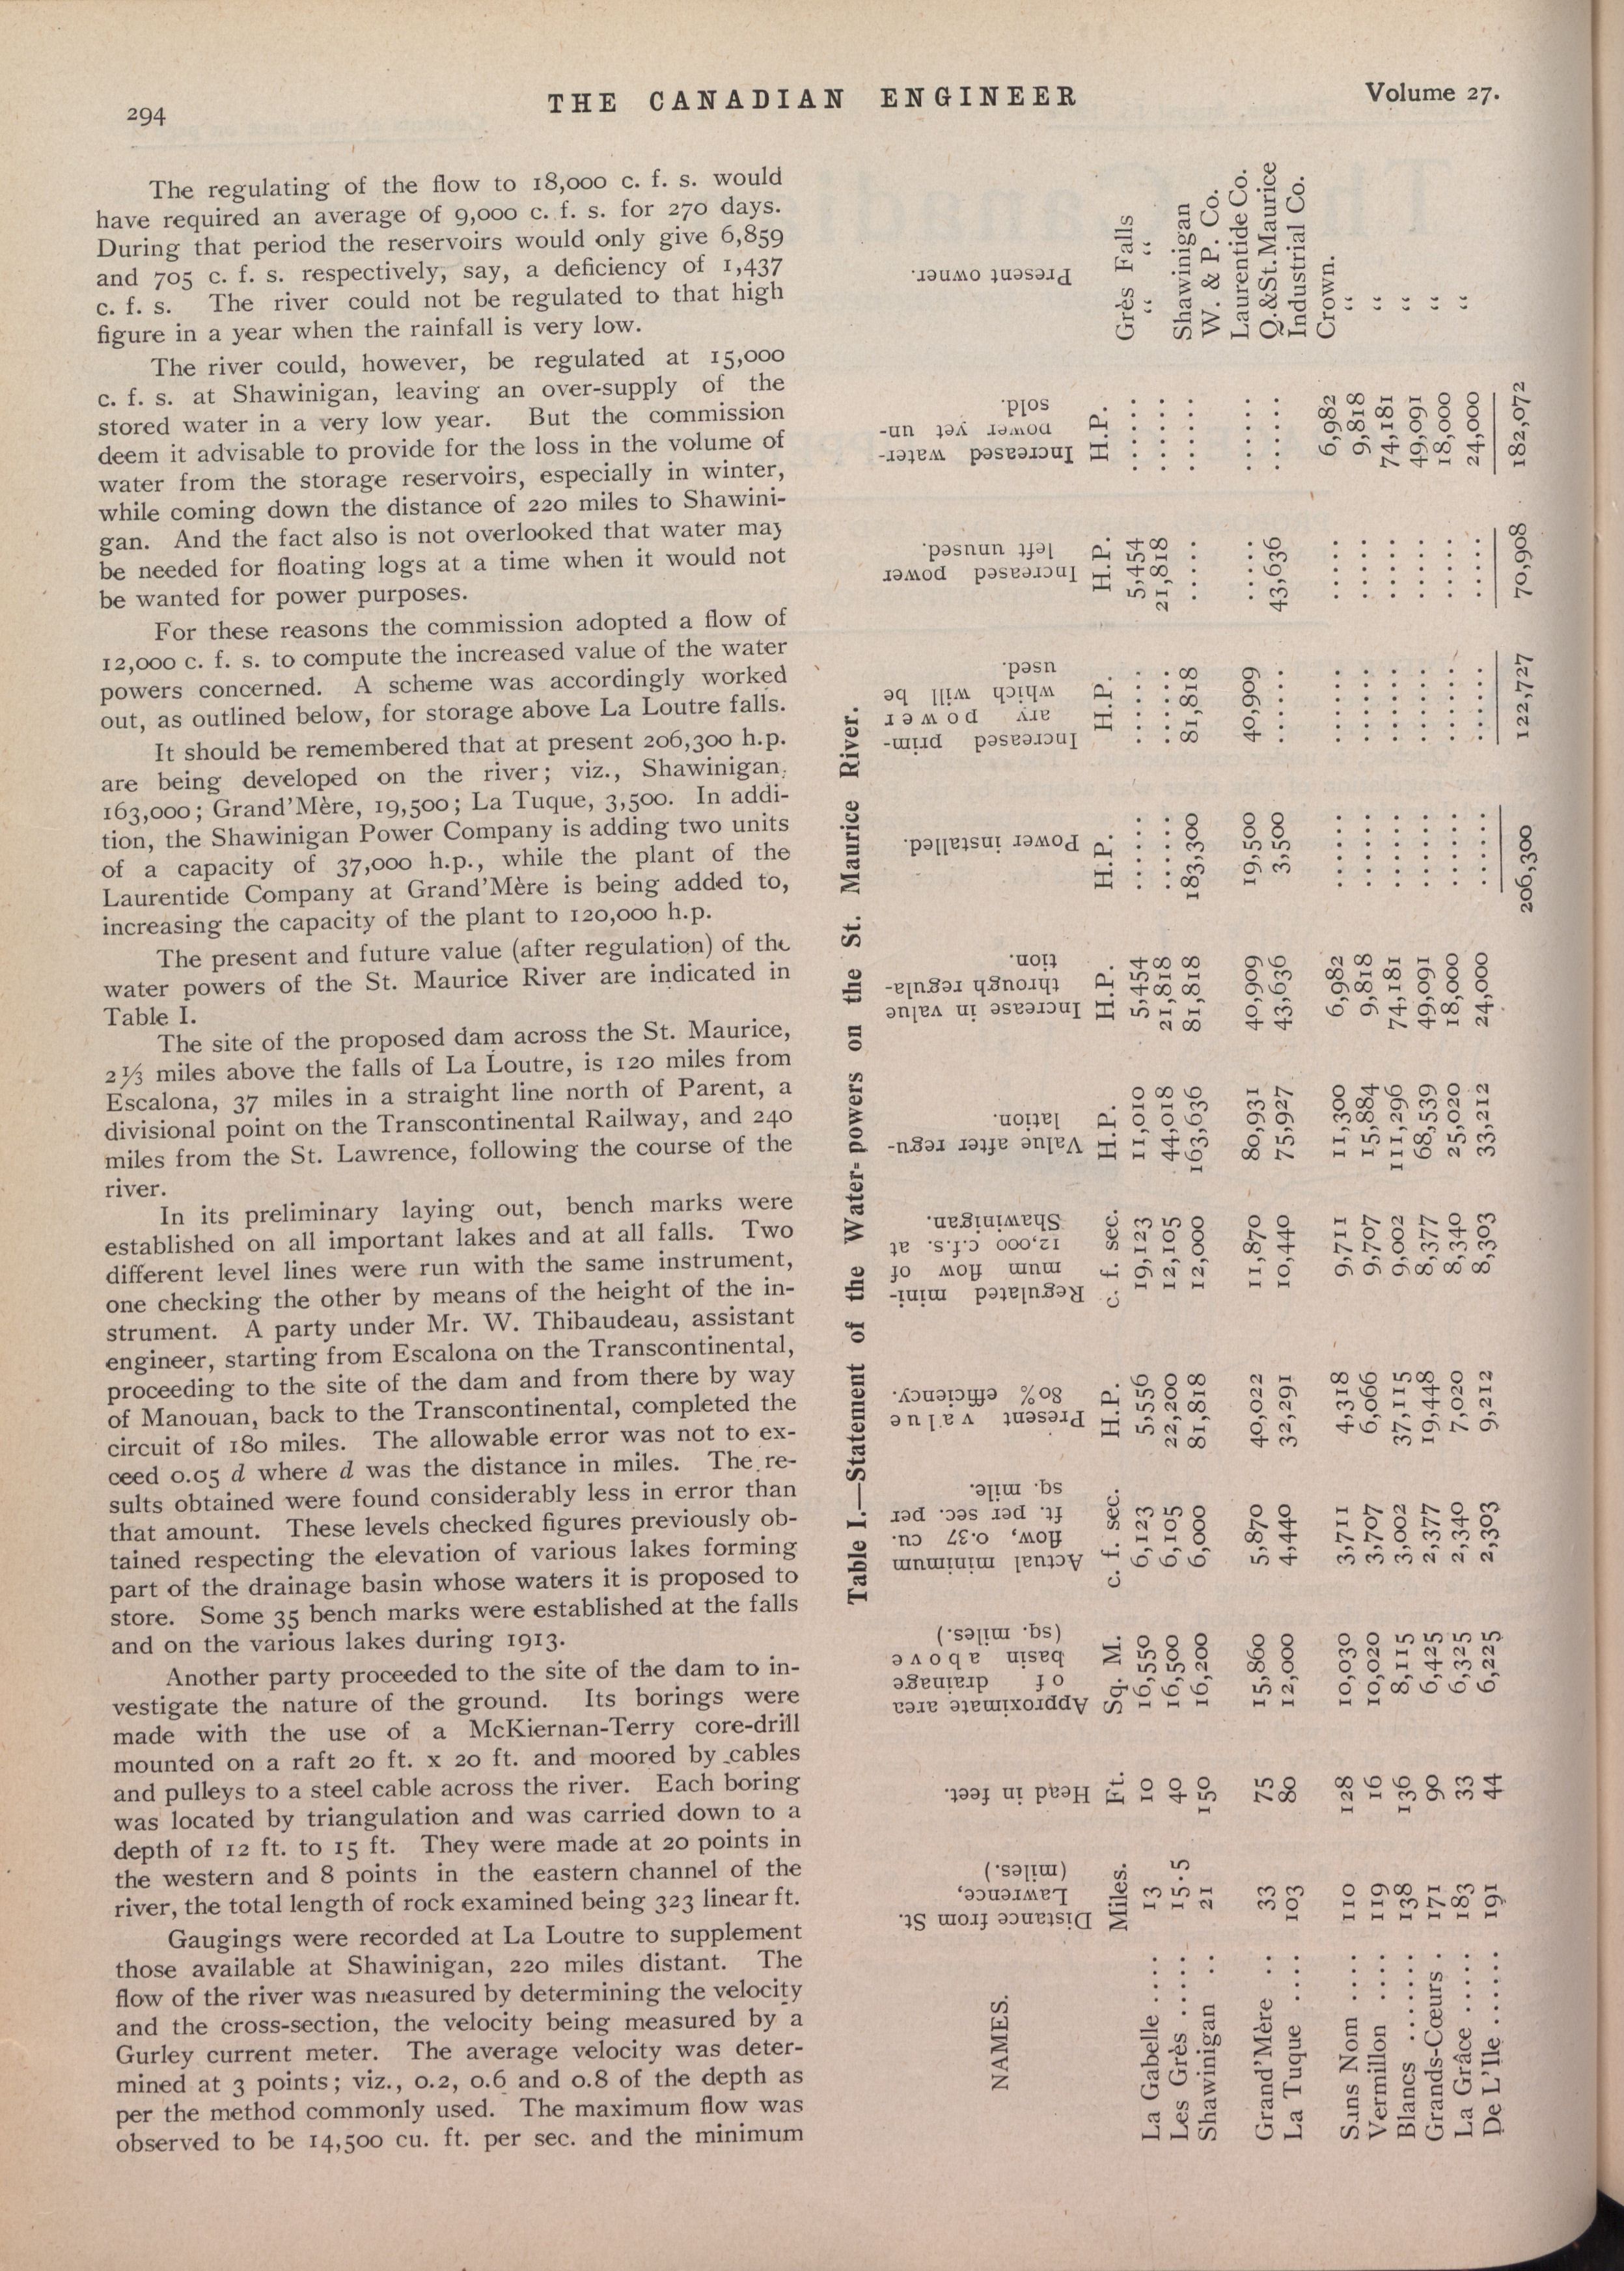 294
THE CANADIAN ENGINEER
Volume 27.
The regulating of the flow to 18,000 c. f. s. would
have required an average of 9,000 c. f. s. for 270 days.
During that period the reservoirs would only give 6,859
and 705 c. f. s. respectively, say, a deficiency of 1,437
c. f. s. The river could not be regulated to that high
figure in a year when the rainfall is very low.
The river could, however, be regulated at 15,000
c. f. s. at Shawinigan, leaving an over-supply of the
stored water in a very low year. But the commission
deem it advisable to provide for the loss in the volume of
water from the storage reservoirs, especially in winter,
while coming down the distance of 220 miles to Shawini-
gan. And the fact also is not overlooked that water may
be needed for floating logs at a time when it would not
be wanted for power purposes.
For these reasons the commission adopted a flow of
12,000 c. f. s. to compute the increased value of the water
powers concerned. A scheme was accordingly worked
out, as outlined below, for storage above La Loutre falls.
It should be remembered that at present 206,300 h.p.
are being developed on the river; viz., Shawinigan,
163,000; Grand'Mère, 19,500; La Tuque, 3,500. In addi-
tion, the Shawinigan Power Company is adding two units
of a capacity of 37,000 h.p., while the plant of the
Laurentide Company at Grand'Mère is being added to,
increasing the capacity of the plant to 120,000 h.p.
The present and future value (after regulation) of the
water powers of the St. Maurice River are indicated in
Table I.
The site of the proposed dam across the St. Maurice,
2⅓ miles above the falls of La Loutre, is 120 miles from
Escalona, 37 miles in a straight line north of Parent, a
divisional point on the Transcontinental Railway, and 240
miles from the St. Lawrence, following the course of the
river.
In its preliminary laying out, bench marks were
established on all important lakes and at all falls. Two
different level lines were run with the same instrument,
one checking the other by means of the height of the in-
strument. A party under Mr. W. Thibaudeau, assistant
engineer, starting from Escalona on the Transcontinental,
proceeding to the site of the dam and from there by way
of Manouan, back to the Transcontinental, completed the
circuit of 180 miles. The allowable error was not to ex-
ceed 0.05 d where d was the distance in miles. The re-
sults obtained were found considerably less in error than
that amount. These levels checked figures previously ob-
tained respecting the elevation of various lakes forming
part of the drainage basin whose waters it is proposed to
store. Some 35 bench marks were established at the falls
and on the various lakes during 1913.
Another party proceeded to the site of the dam to in-
vestigate the nature of the ground. Its borings were
made with the use of a McKiernan-Terry core-drill
mounted on a raft 20 ft. x 20 ft. and moored by cables
and pulleys to a steel cable across the river. Each boring
was located by triangulation and was carried down to a
depth of 12 ft. to 15 ft. They were made at 20 points in
the western and 8 points in the eastern channel of the
river, the total length of rock examined being 323 linear ft.
Gaugings were recorded at La Loutre to supplement
those available at Shawinigan, 220 miles distant. The
flow of the river was measured by determining the velocity
and the cross-section, the velocity being measured by a
Gurley current meter. The average velocity was deter-
mined at 3 points; viz., 0.2, 0.6 and 0.8 of the depth as
per the method commonly used. The maximum flow was
observed to be 14,500 cu. ft. per sec. and the minimum
Table I.—Statement of the Water-powers on the St. Maurice River.
NAMES.
Distance from St.
Lawrence,
(miles.)
Head in feet.
Approximate area
of drainage
basin above
(sq. miles.)
Actual minimum
flow, 0.37 cu.
ft. per sec. per
sq. mile.
Present value
80% efficiency.
Regulated mini-
mum flow of
12,000 c.f.s. at
Shawinigan.
Value after regu-
lation.
Increase in value
through regula-
tion.
Power installed.
Increased prim-
ary power
which will be
used.
Increased power
left unused.
Increased water-
power yet un-
sold.
Present owner.
Miles. Ft. Sq. M. c. f. sec. H.P. c. f. sec. H.P. H.P. H.P. H.P. H.P. H.P.
La Gabelle .... 13 10 16,550 6,123 5,556 19,123 11,010 5,454 ..... ..... 5,454 ..... Grès Falls
Les Grès ..... 15.5 40 16,500 6,105 22,200 12,105 44,018 21,818 ..... ..... 21,818 ..... “ “
Shawinigan .. 21 150 16,200 6,000 81,818 12,000 163,636 81,818 183,300 81,818 ..... ..... Shawinigan
W. & P. Co.
Grand'Mère .. 33 75 15,860 5,870 40,022 11,870 80,931 40,909 19,500 40,909 ..... ..... Laurentide Co.
La Tuque .... 103 80 12,000 4,440 32,291 10,440 75,927 43,636 3,500 ..... 43,636 ..... Q.&St.Maurice
Industrial Co.
Sans Nom .... 110 128 10,030 3,711 4,318 9,711 11,300 6,982 ..... ..... ..... 6,982 Crown.
Vermillon .... 119 16 10,020 3,707 6,066 9,707 15,884 9,818 ..... ..... ..... 9,818 “
Blancs ...... 138 136 8,115 3,002 37,115 9,002 111,296 74,181 ..... ..... ..... 74,181 “
Grands-Cœurs . 171 90 6,425 2,377 19,448 8,377 68,539 49,091 ..... ..... ..... 49,091 “
La Grâce ..... 183 33 6,325 2,340 7,020 8,340 25,020 18,000 ..... ..... ..... 18,000 “
De L'Ile ...... 191 44 6,225 2,303 9,212 8,303 33,212 24,000 ..... ..... ..... 24,000 “
206,300 122,727 70,908 182,072